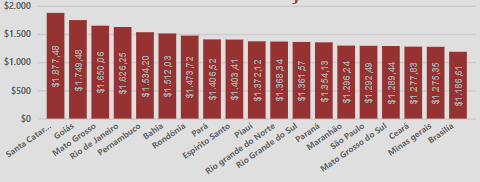 $2.000
$1.500
$1.000
$500
$0
$1.877,48
$1.749,48
$1.650,06
$1.626,25
$1.534,20
$1.512,03
$1.473,72
$1.406,52
$1.403,41
$1.372,12
$1.368,94
$1.361,57
$1.354,13
$1.296,24
$1.292,49
$1.289,44
$1.277,83
$1.275,35
$1.186,61
Santa Catar...
Goiás
Mato Grosso
Rio de Janeiro
Pernambuco
Bahia
Rondônia
Pará
Espirito Santo
Piauí
Rio grande do Norte
Rio Grande do Sul
Paraná
Maranhão
São Paulo
Mato Grosso do Sul
Ceará
Minas gerais
Brasília